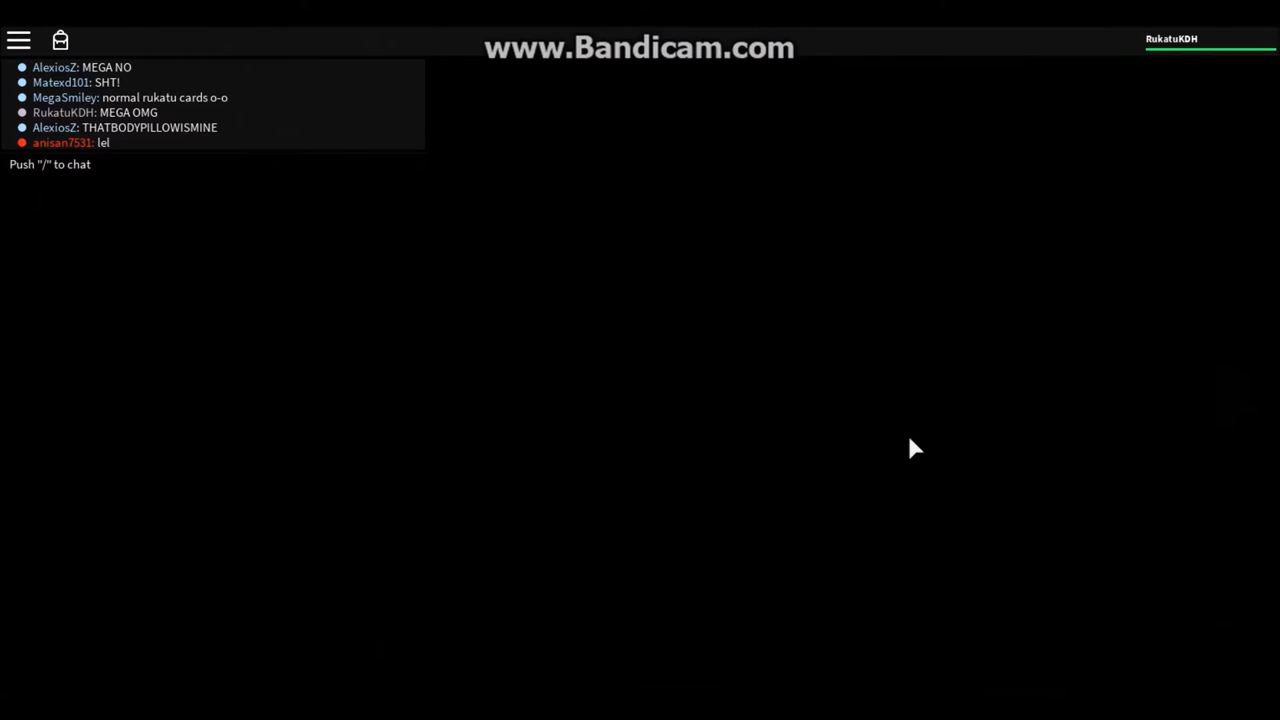 www.Bandicam.com
RukatuKDH
AlexiosZ: MEGA NO
Matexd101: SHT!
MegaSmiley: normal rukatu cards o-o
RukatuKDH: MEGA OMG
AlexiosZ: THATBODYPILLOWISMINE
anisan7531: lel
Push "/" to chat